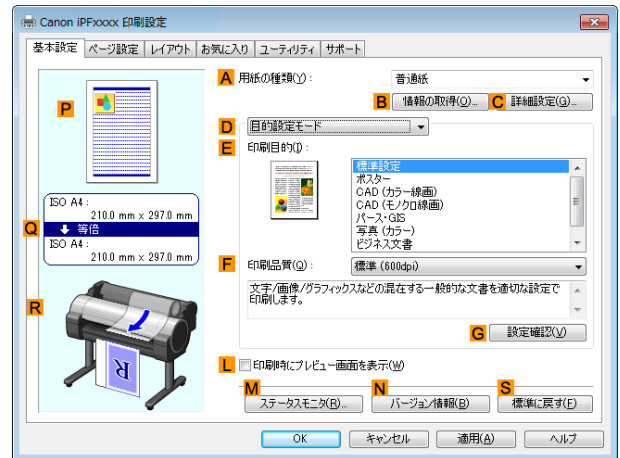 Canon iPFxxxx 印刷設定
基本設定 ページ設定 レイアウト お気に入り ユーティリティ サポート
A 用紙の種類(Y): 普通紙
B 情報の取得(O)... C 詳細設定(G)...
P
D 目的設定モード
E 印刷目的(I):
標準設定
ポスター
CAD (カラー線画)
CAD (モノクロ線画)
パース・GIS
写真 (カラー)
ビジネス文書
ISO A4 :
210.0 mm x 297.0 mm
Q 等倍
ISO A4 :
210.0 mm x 297.0 mm
F 印刷品質(Q): 標準 (600dpi)
文字/画像/グラフィックスなどの混在する一般的な文書を適切な設定で
印刷します。
R
G 設定確認(V)
R
L 印刷時にプレビュー画面を表示(W)
M N S
ステータスモニタ(R)... バージョン情報(B) 標準に戻す(F)
OK キャンセル 適用(A) ヘルプ